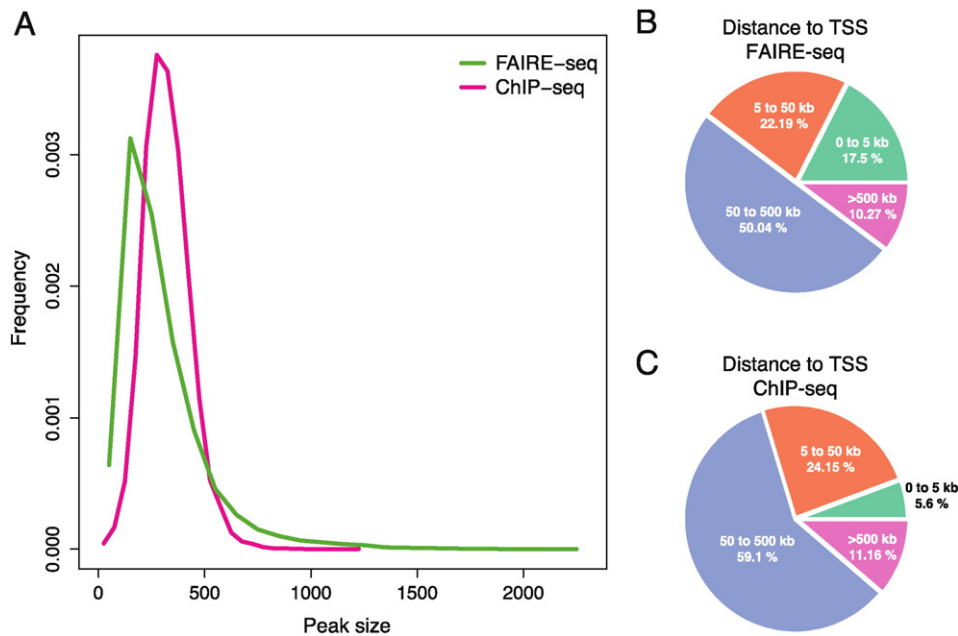 A
FAIRE−seq
ChIP−seq
Frequency
0.003
0.002
0.001
0.000
0
500
1000
1500
2000
Peak size
B
Distance to TSS
FAIRE-seq
5 to 50 kb
22.19 %
0 to 5 kb
17.5 %
>500 kb
10.27 %
50 to 500 kb
50.04 %
C
Distance to TSS
ChIP-seq
5 to 50 kb
24.15 %
0 to 5 kb
5.6 %
50 to 500 kb
59.1 %
>500 kb
11.16 %